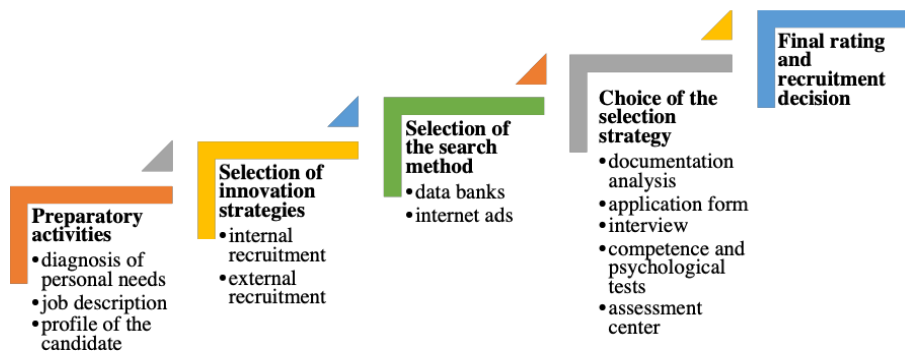 Preparatory
activities
•diagnosis of
personal needs
•job description
•profile of the
candidate
Selection of
innovation
strategies
•internal
recruitment
•external
recruitment
Selection of
the search
method
•data banks
•internet ads
Choice of the
selection
strategy
•documentation
analysis
•application form
•interview
•competence and
psychological
tests
•assessment
center
Final rating
and
recruitment
decision